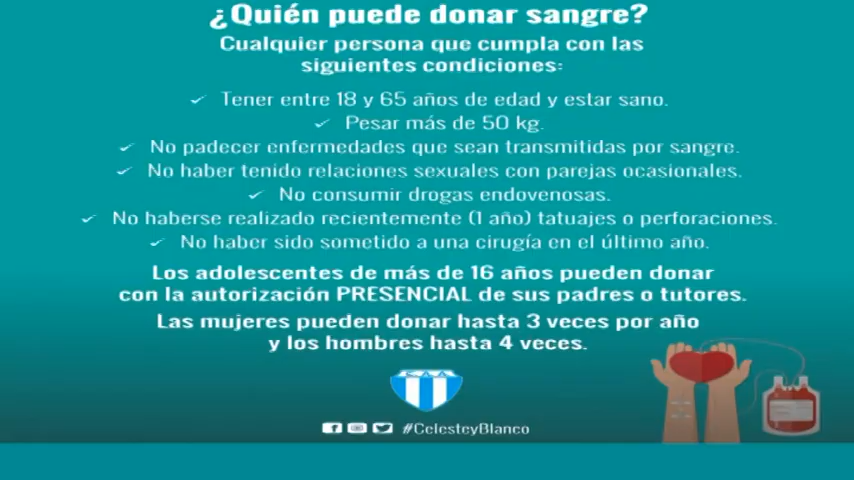 ¿Quién puede donar sangre?
Cualquier persona que cumpla con las
siguientes condiciones:
Tener entre 18 y 65 años de edad y estar sano.
Pesar más de 50 kg.
No padecer enfermedades que sean transmitidas por sangre.
No haber tenido relaciones sexuales con parejas ocasionales.
No consumir drogas endovenosas.
No haberse realizado recientemente (1 año) tatuajes o perforaciones.
No haber sido sometido a una cirugía en el último año.
Los adolescentes de más de 16 años pueden donar
con la autorización PRESENCIAL de sus padres o tutores.
Las mujeres pueden donar hasta 3 veces por año
y los hombres hasta 4 veces.
#CelesteyBlanco